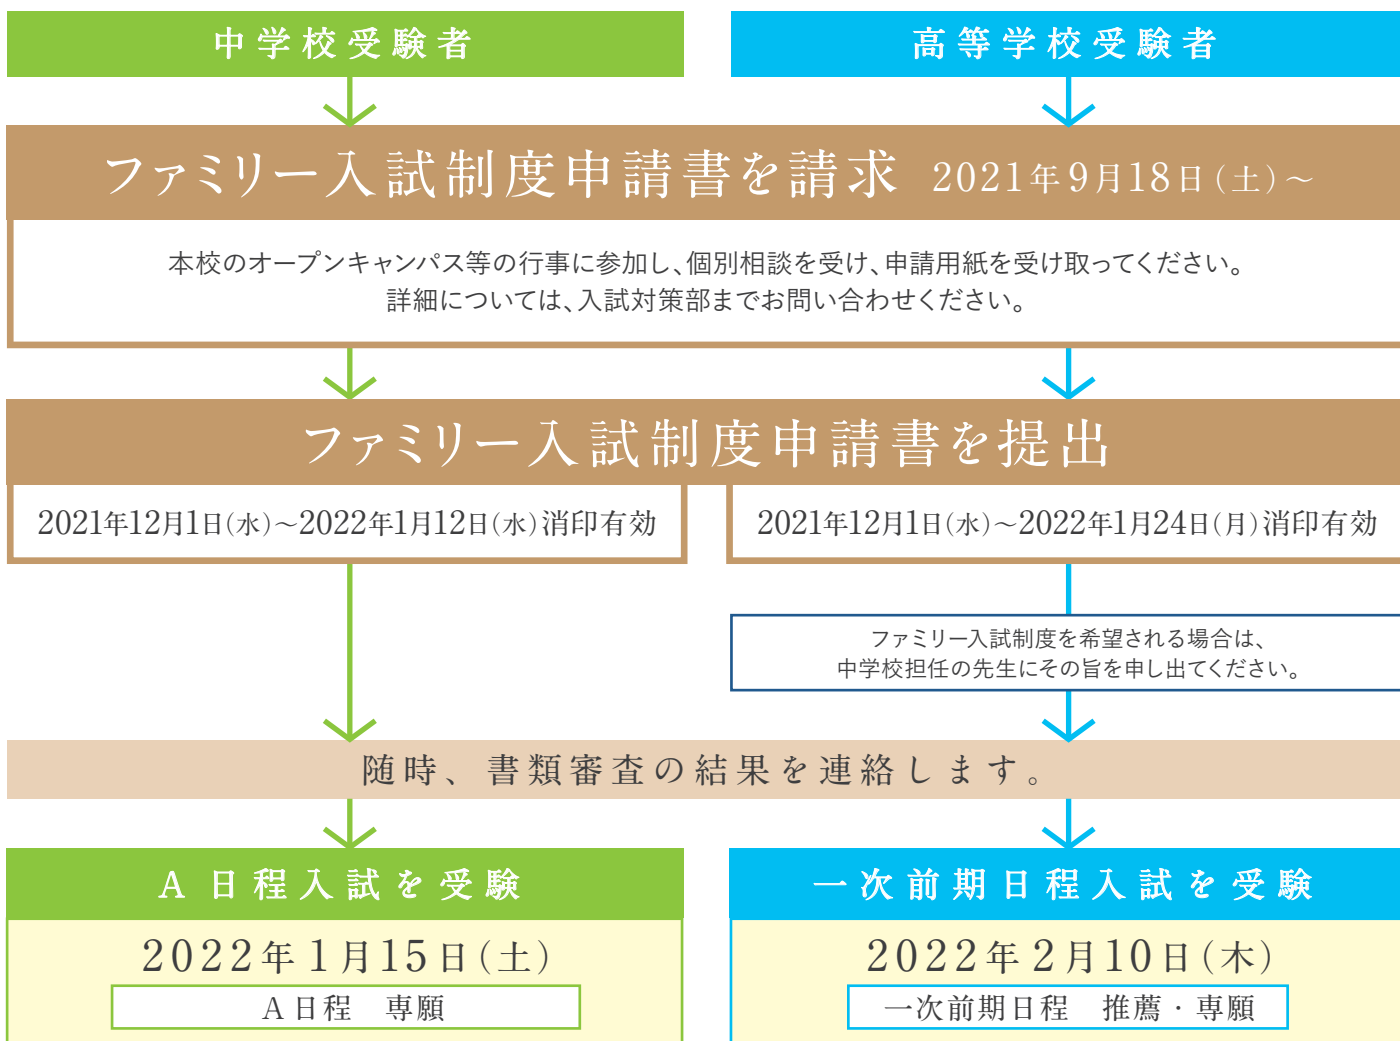 中学校受験者
高等学校受験者
ファミリー入試制度申請書を請求 2021年9月18日(土)～
本校のオープンキャンパス等の行事に参加し、個別相談を受け、申請用紙を受け取ってください。
詳細については、入試対策部までお問い合わせください。
ファミリー入試制度申請書を提出
2021年12月1日(水)～2022年1月12日(水)消印有効
2021年12月1日(水)～2022年1月24日(月)消印有効
ファミリー入試制度を希望される場合は、
中学校担任の先生にその旨を申し出てください。
随時、書類審査の結果を連絡します。
A日程入試を受験
2022年1月15日(土)
A日程 専願
一次前期日程入試を受験
2022年2月10日(木)
一次前期日程 推薦・専願